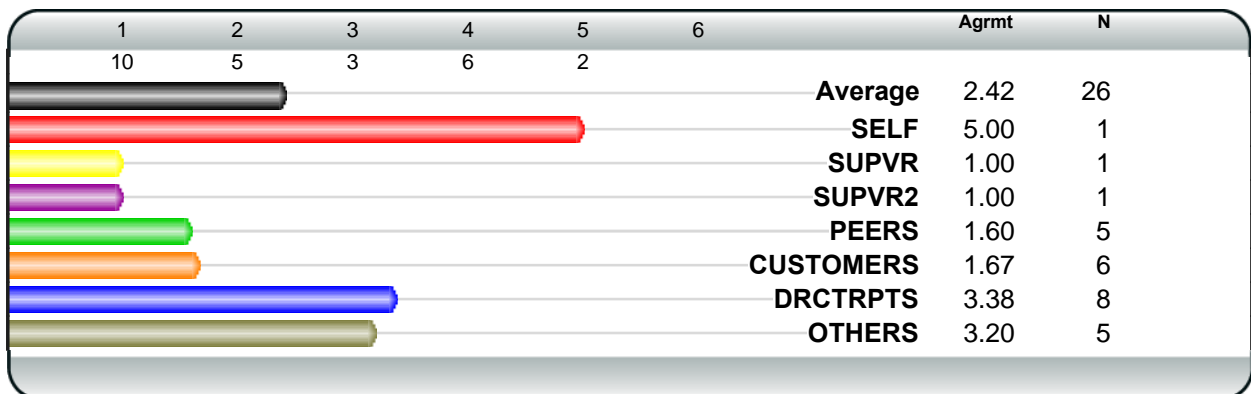 1 2 3 4 5 6 Agrmt N
10 5 3 6 2
Average 2.42 26
SELF 5.00 1
SUPVR 1.00 1
SUPVR2 1.00 1
PEERS 1.60 5
CUSTOMERS 1.67 6
DRCTRPTS 3.38 8
OTHERS 3.20 5